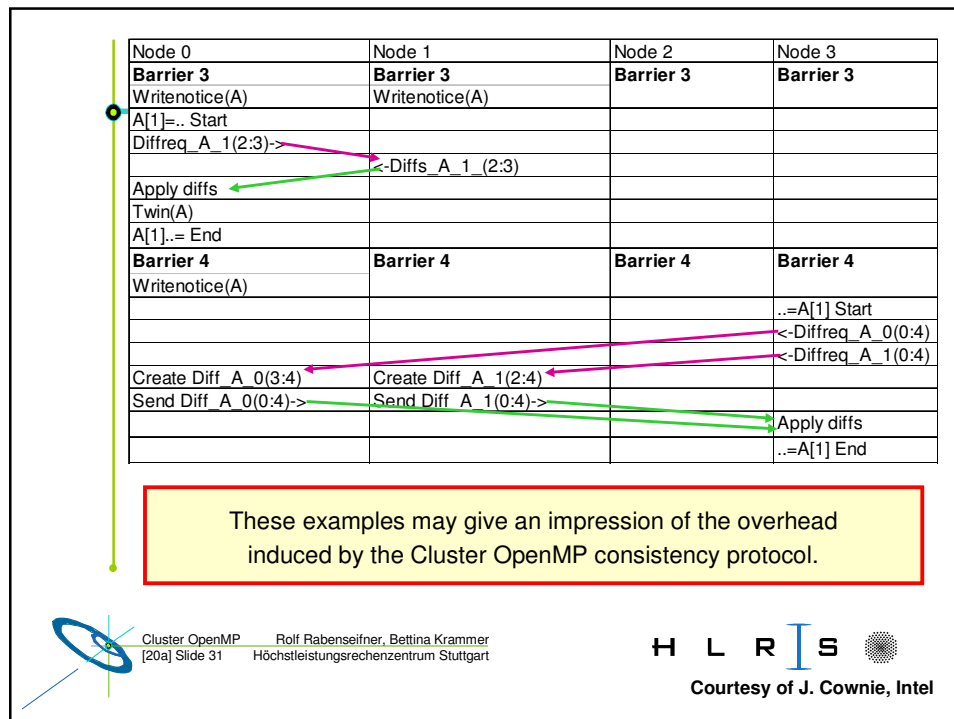 Node 0 Node 1 Node 2 Node 3
Barrier 3 Barrier 3 Barrier 3 Barrier 3
Writenotice(A) Writenotice(A)
A[1]=.. Start
Diffreq_A_1(2:3)->
<-Diffs_A_1_(2:3)
Apply diffs
Twin(A)
A[1]..= End
Barrier 4 Barrier 4 Barrier 4 Barrier 4
Writenotice(A)
..=A[1] Start
<-Diffreq_A_0(0:4)
<-Diffreq_A_1(0:4)
Create Diff_A_0(3:4) Create Diff_A_1(2:4)
Send Diff_A_0(0:4)-> Send Diff_A_1(0:4)->
Apply diffs
..=A[1] End
These examples may give an impression of the overhead
induced by the Cluster OpenMP consistency protocol.
Cluster OpenMP Rolf Rabenseifner, Bettina Krammer
[20a] Slide 31 Höchstleistungsrechenzentrum Stuttgart
H L R I S
Courtesy of J. Cownie, Intel